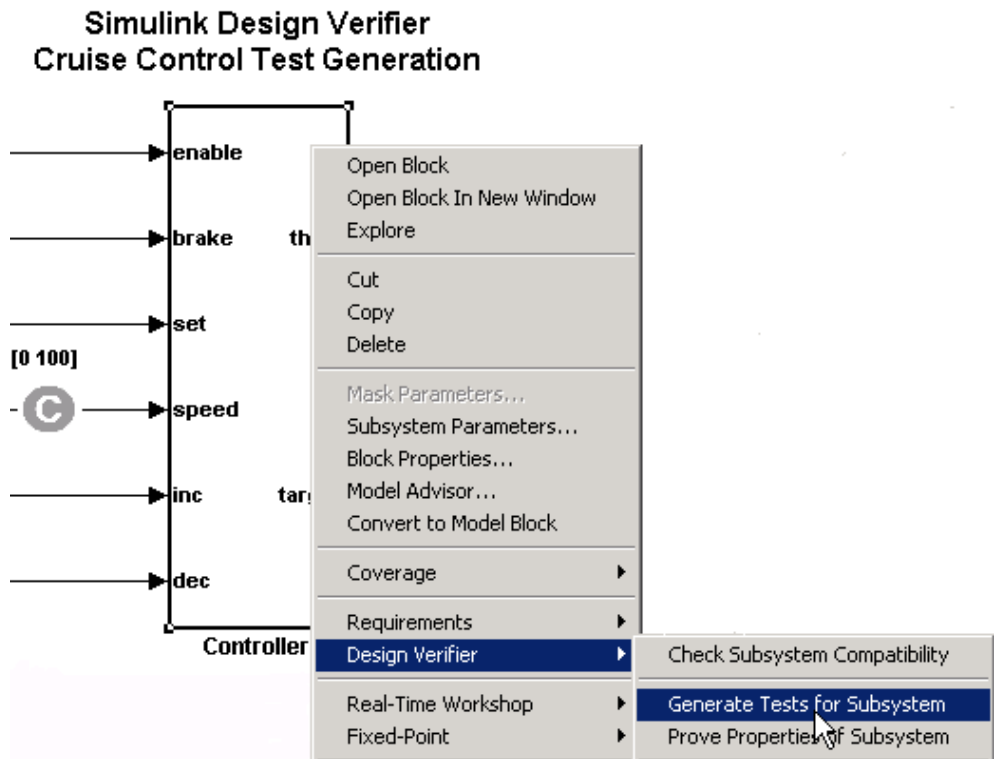 Simulink Design Verifier
Cruise Control Test Generation
enable
brake
th
set
[0 100]
C
speed
inc
tar
dec
Controller
Open Block
Open Block In New Window
Explore
Cut
Copy
Delete
Mask Parameters...
Subsystem Parameters...
Block Properties...
Model Advisor...
Convert to Model Block
Coverage
Requirements
Design Verifier
Real-Time Workshop
Fixed-Point
Check Subsystem Compatibility
Generate Tests for Subsystem
Prove Properties of Subsystem